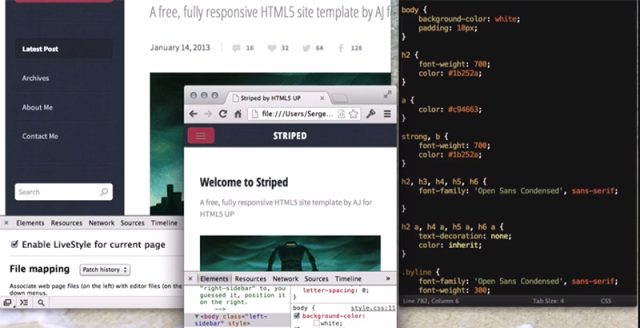 A free, fully responsive HTML5 site template by AJ fo
Latest Post
January 14, 2013
16
32
64
128
Archives
About Me
Contact Me
Search
× Elements Resources Network Sources Timeline
Enable LiveStyle for current page
File mapping Patch history
Associate web page files (on the left) with editor files (on the
down menus.
Striped by HTML5 UP
file:///Users/Serge
STRIPED
Welcome to Striped
A free, fully responsive HTML5 site template by AJ for
HTML5 UP
× Elements Resources Network Sources Timeline »
"right-sidebar" to, you
guessed it, position it
on the right.
-->
<body class="left-
sidebar" style>
letter-spacing: 0;
}
body { style.css:11
background-color:
white;
body {
background-color: white;
padding: 10px;
}
h2 {
font-weight: 700;
color: #1b252a;
}
a {
color: #c94663;
}
strong, b {
font-weight: 700;
color: #1b252a;
}
h2, h3, h4, h5, h6 {
font-family: 'Open Sans Condensed', sans-serif;
}
h2 a, h4 a, h5 a, h6 a {
text-decoration: none;
color: inherit;
}
.byline {
font-family: 'Open Sans Condensed', sans-serif;
font-weight: 300;
Line 782, Column 6 Tab Size: 4 CSS